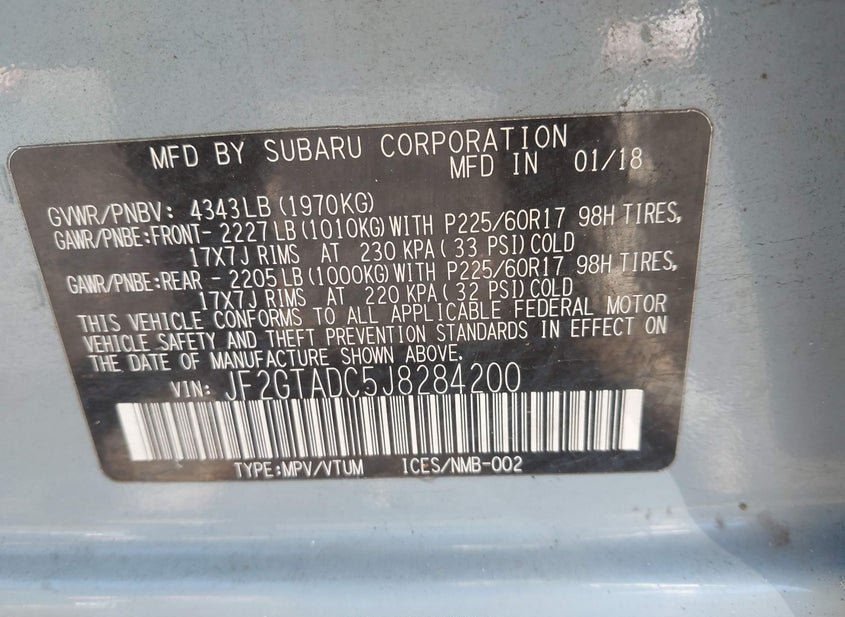 MFD BY SUBARU CORPORATION
MFD IN 01/18
GVWR/PNBV: 4343LB (1970KG)
GAWR/PNBE:FRONT- 2227 LB (1010KG) WITH P225/60R17 98H TIRES,
17X7J RIMS AT 230 KPA ( 33 PSI) COLD
GAWR/PNBE:REAR - 2205 LB (1000KG) WITH P225/60R17 98H TIRES,
17X7J RIMS AT 220 KPA ( 32 PSI) COLD
THIS VEHICLE CONFORMS TO ALL APPLICABLE FEDERAL MOTOR
VEHICLE SAFETY AND THEFT PREVENTION STANDARDS IN EFFECT ON
THE DATE OF MANUFACTURE SHOWN ABOVE.
VIN: JF2GTADC5J8284200
TYPE:MPV/VTUM ICES/NMB-002